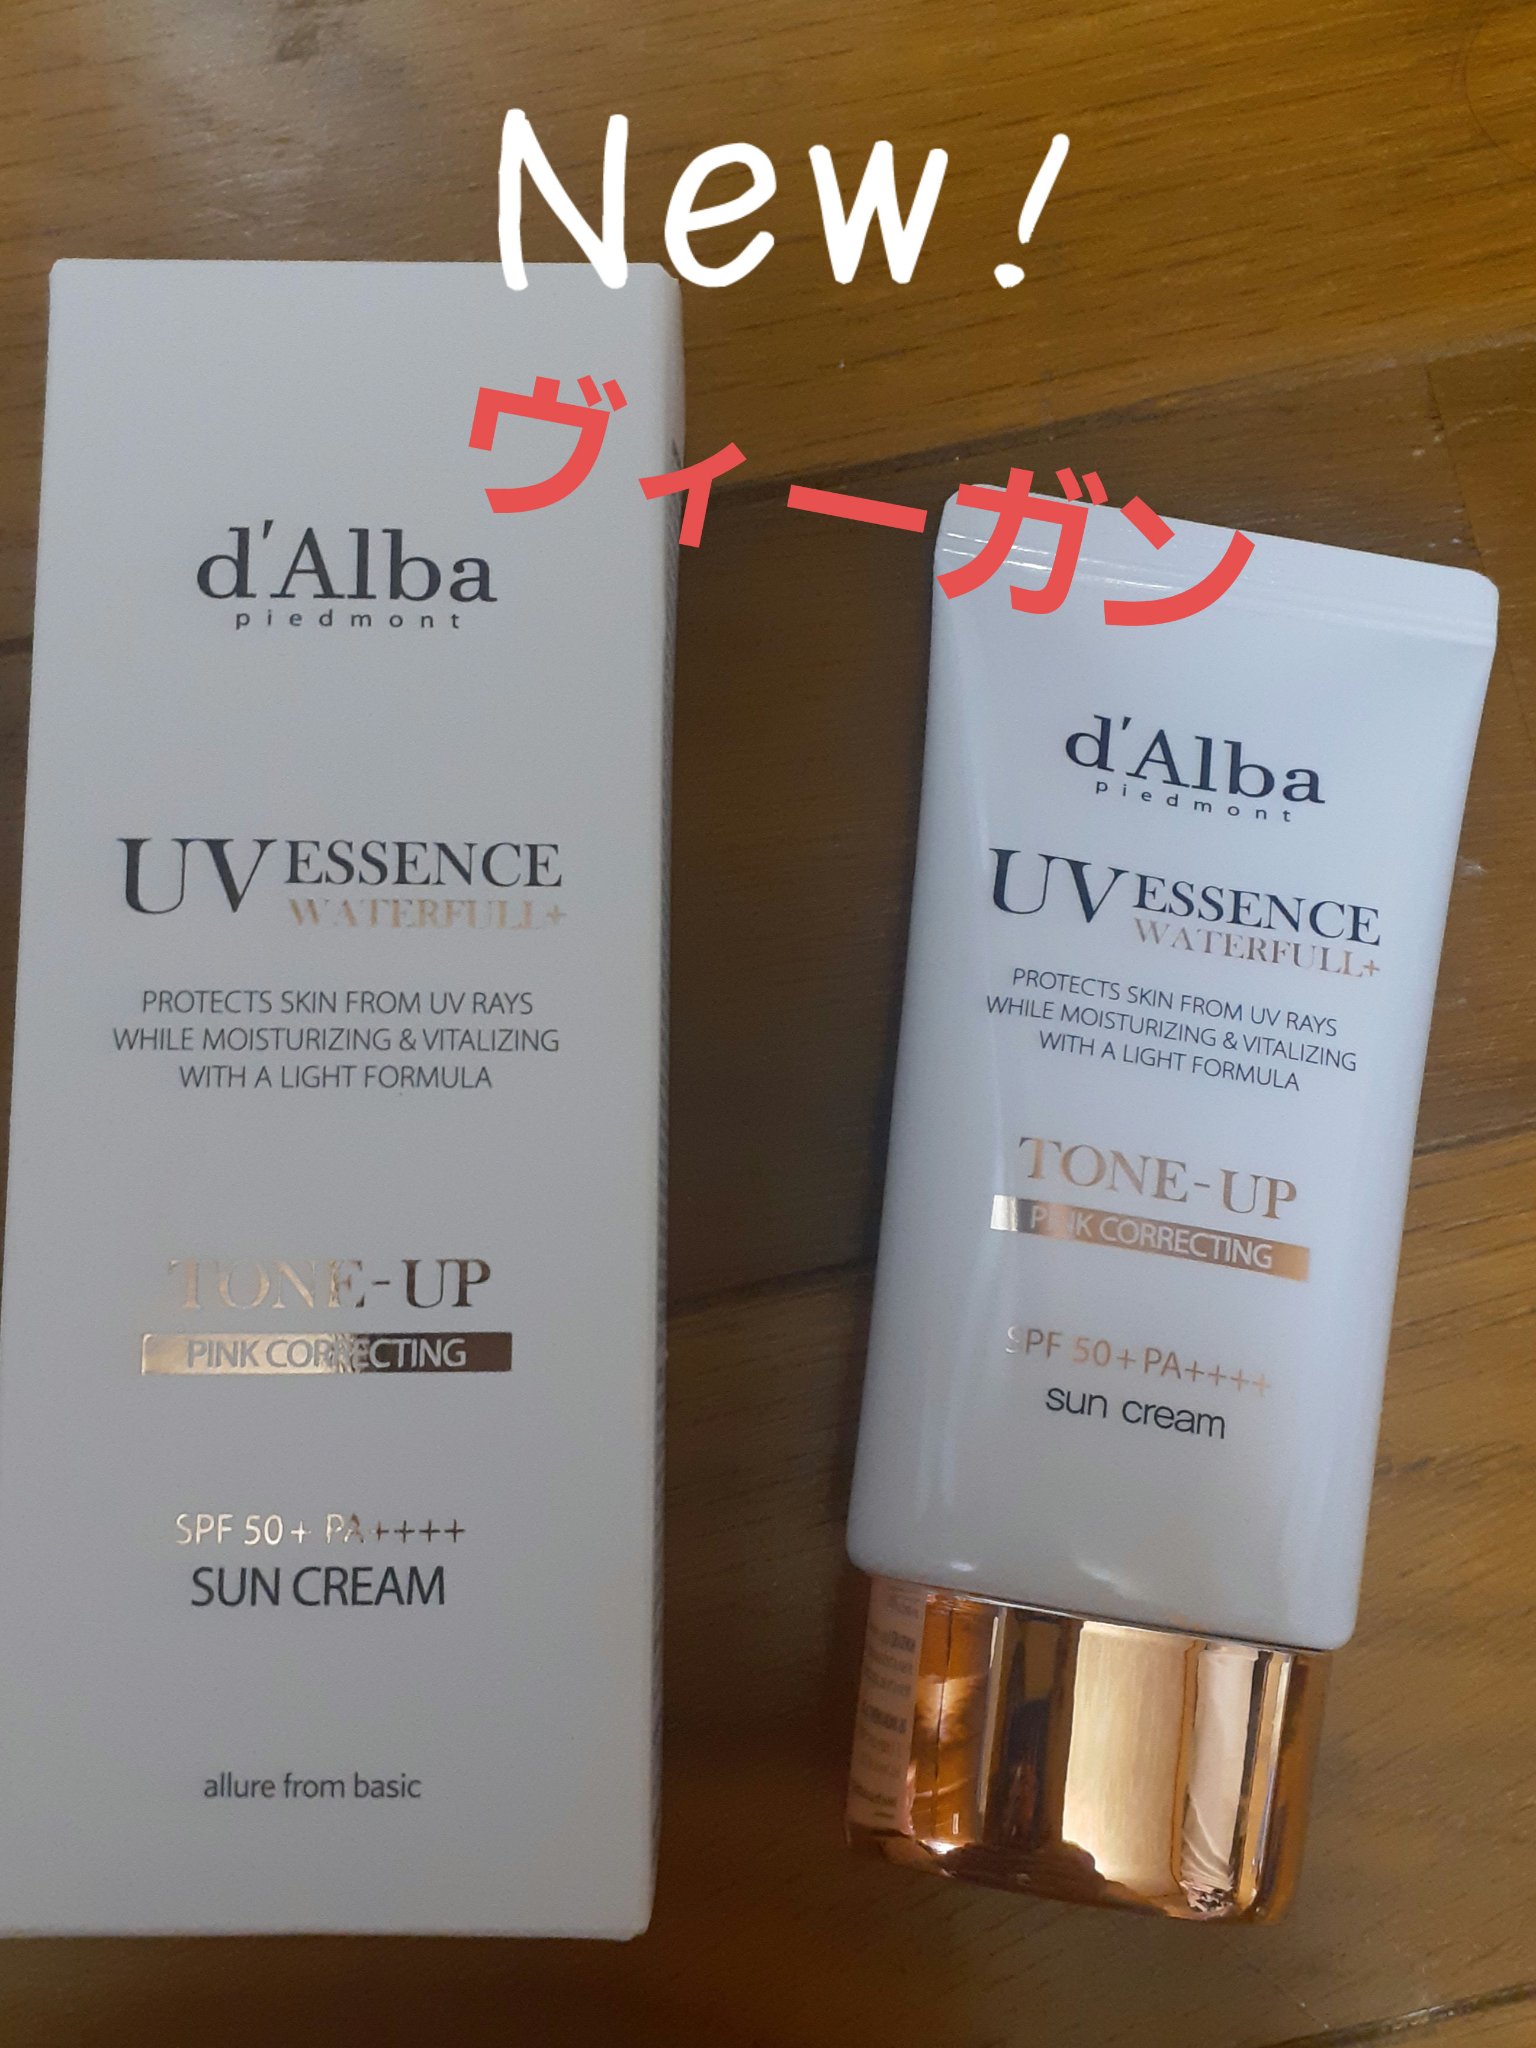 New!
ヴィーガン
d'Alba
piedmont
UV ESSENCE
WATERFULL+
PROTECTS SKIN FROM UV RAYS
WHILE MOISTURIZING & VITALIZING
WITH A LIGHT FORMULA
TONE-UP
PINK CORRECTING
SPF 50+ PA++++
SUN CREAM
allure from basic
d'Alba
piedmont
UV ESSENCE
WATERFULL+
PROTECTS SKIN FROM UV RAYS
WHILE MOISTURIZING & VITALIZING
WITH A LIGHT FORMULA
TONE-UP
PINK CORRECTING
SPF 50+ PA++++
sun cream